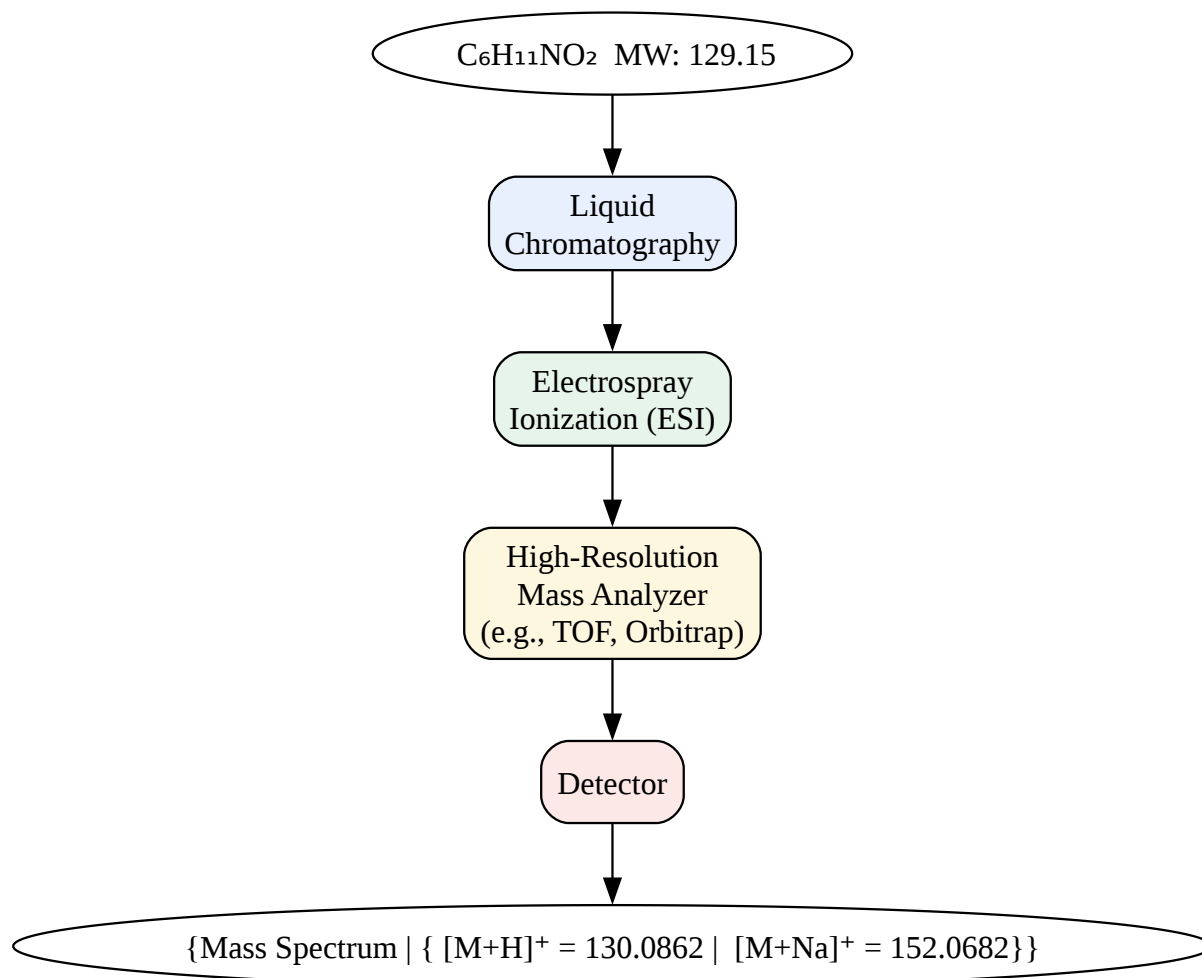 C₆H₁₁NO₂  MW: 129.15
Liquid
Chromatography
Electrospray
Ionization (ESI)
High-Resolution
Mass Analyzer
(e.g., TOF, Orbitrap)
Detector
{Mass Spectrum | { [M+H]⁺ = 130.0862 |  [M+Na]⁺ = 152.0682}}